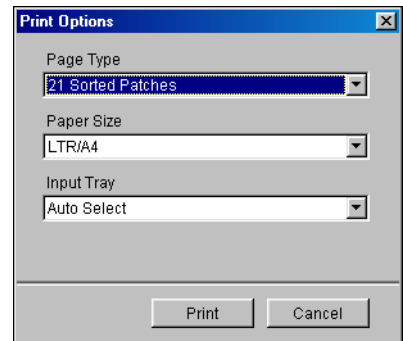 Print Options
Page Type
21 Sorted Patches
Paper Size
LTR/A4
Input Tray
Auto Select
Print Cancel